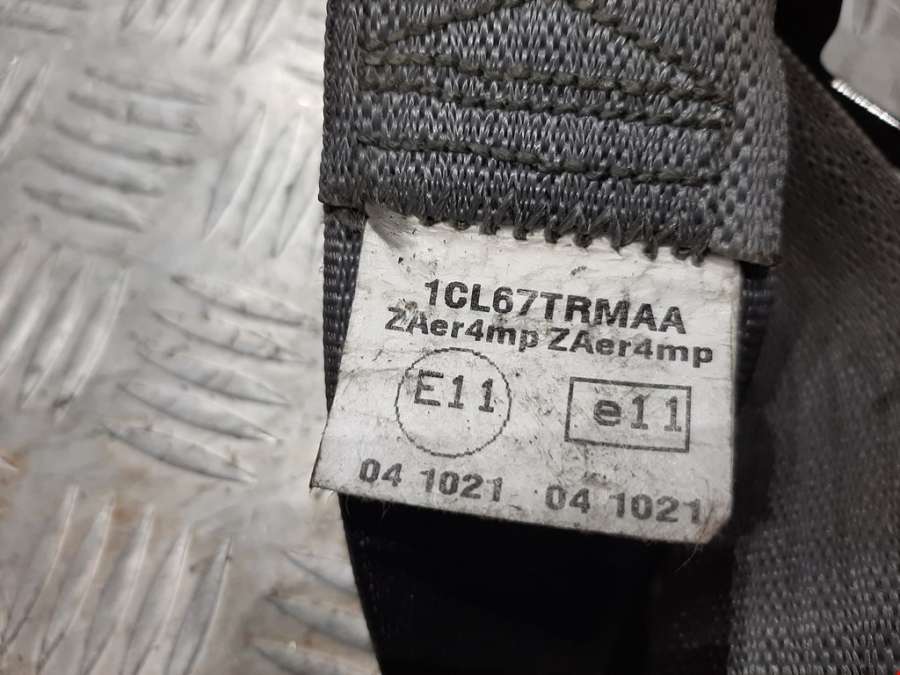 1CL67TRMAA
ZAer4mp ZAer4mp
E11 e11
04 1021 04 1021